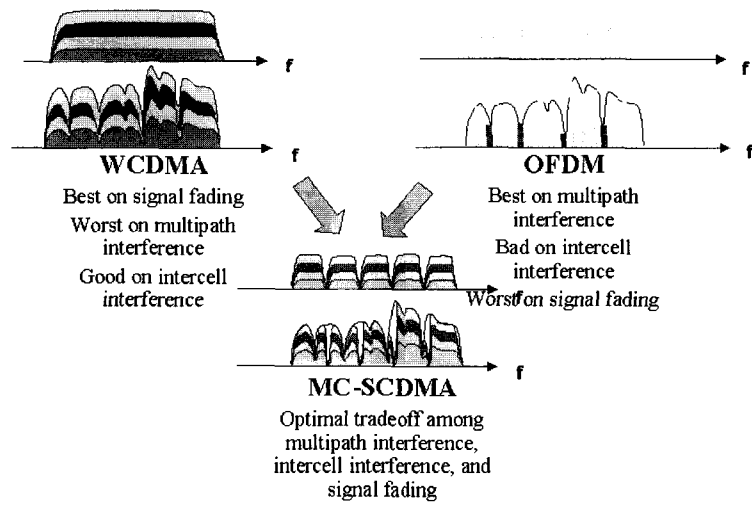 f
f
WCDMA
Best on signal fading
Worst on multipath
interference
Good on intercell
interference
f
f
OFDM
Best on multipath
interference
Bad on intercell
interference
Worst on signal fading
f
f
MC-SCDMA
Optimal tradeoff among
multipath interference,
intercell interference, and
signal fading